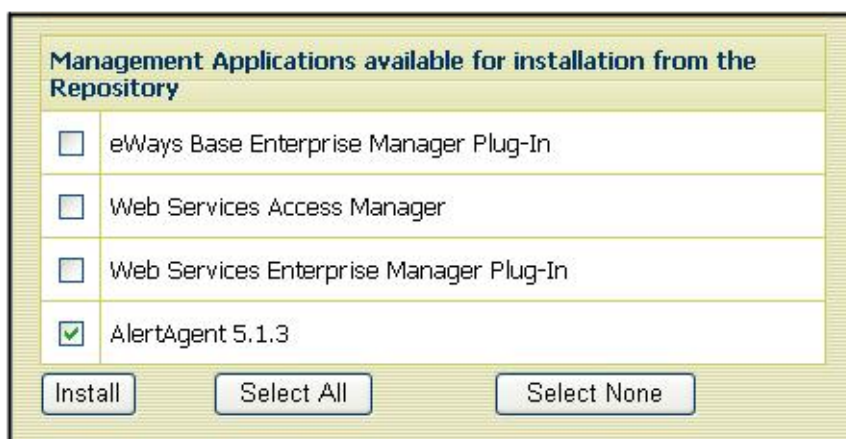 Management Applications available for installation from the
Repository
eWays Base Enterprise Manager Plug-In
Web Services Access Manager
Web Services Enterprise Manager Plug-In
AlertAgent 5.1.3
Install Select All Select None